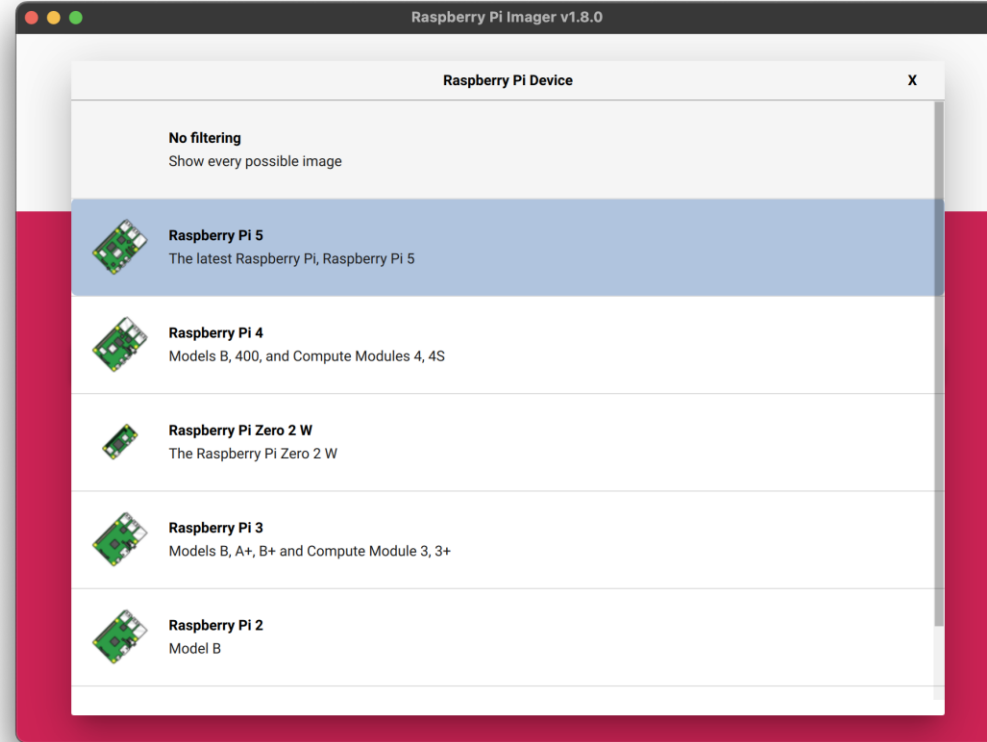 Raspberry Pi Imager v1.8.0
Raspberry Pi Device
X
No filtering
Show every possible image
Raspberry Pi 5
The latest Raspberry Pi, Raspberry Pi 5
Raspberry Pi 4
Models B, 400, and Compute Modules 4, 4S
Raspberry Pi Zero 2 W
The Raspberry Pi Zero 2 W
Raspberry Pi 3
Models B, A+, B+ and Compute Module 3, 3+
Raspberry Pi 2
Model B